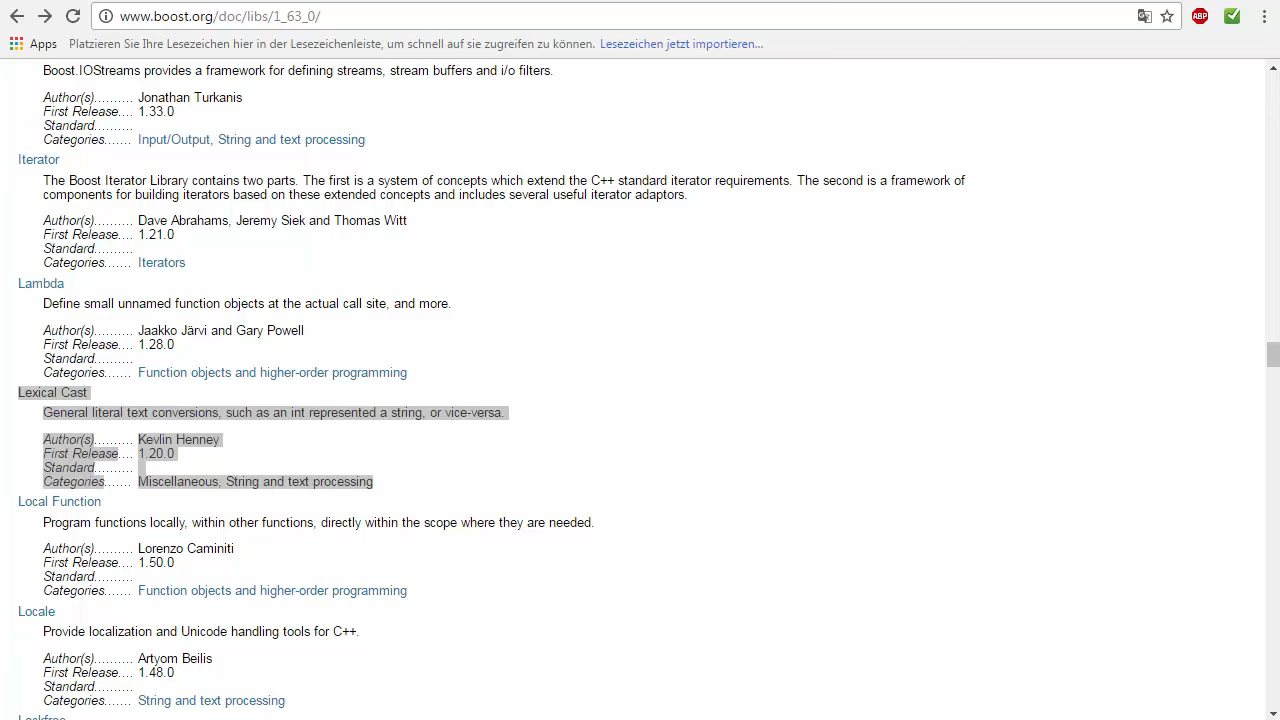 www.boost.org/doc/libs/1_63_0/
ABP
Apps Platzieren Sie Ihre Lesezeichen hier in der Lesezeichenleiste, um schnell auf sie zugreifen zu können. Lesezeichen jetzt importieren...
Boost.IOStreams provides a framework for defining streams, stream buffers and i/o filters.
Author(s).......... Jonathan Turkanis
First Release.... 1.33.0
Standard..........
Categories....... Input/Output, String and text processing
Iterator
The Boost Iterator Library contains two parts. The first is a system of concepts which extend the C++ standard iterator requirements. The second is a framework of
components for building iterators based on these extended concepts and includes several useful iterator adaptors.
Author(s).......... Dave Abrahams, Jeremy Siek and Thomas Witt
First Release.... 1.21.0
Standard..........
Categories....... Iterators
Lambda
Define small unnamed function objects at the actual call site, and more.
Author(s).......... Jaakko Järvi and Gary Powell
First Release.... 1.28.0
Standard..........
Categories....... Function objects and higher-order programming
Lexical Cast
General literal text conversions, such as an int represented a string, or vice-versa.
Author(s).......... Kevlin Henney
First Release.... 1.20.0
Standard..........
Categories....... Miscellaneous, String and text processing
Local Function
Program functions locally, within other functions, directly within the scope where they are needed.
Author(s).......... Lorenzo Caminiti
First Release.... 1.50.0
Standard..........
Categories....... Function objects and higher-order programming
Locale
Provide localization and Unicode handling tools for C++.
Author(s).......... Artyom Beilis
First Release.... 1.48.0
Standard..........
Categories....... String and text processing